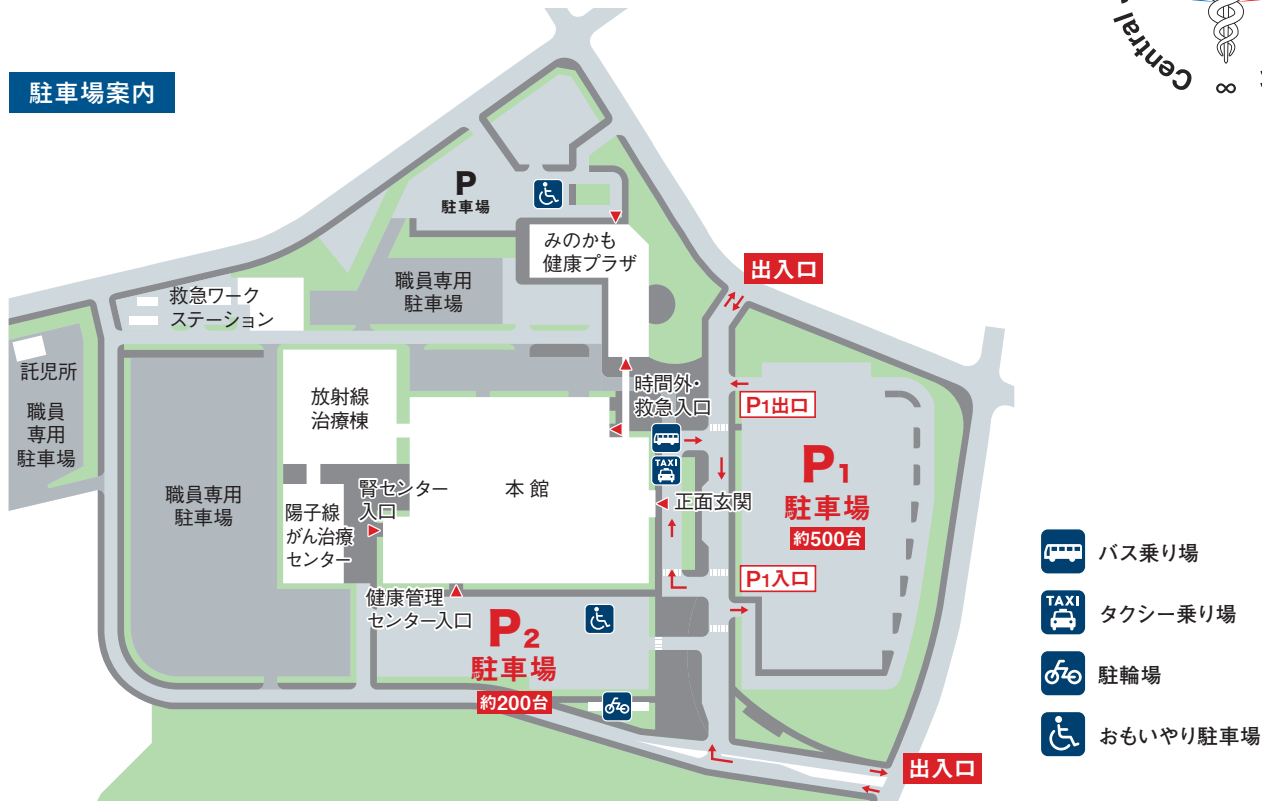 Central
∞
駐車場案内
P
駐車場
みのかも
健康プラザ
出入口
職員専用
駐車場
救急ワーク
ステーション
託児所
職員
専用
駐車場
放射線
治療棟
時間外・
救急入口
P1出口
P1
駐車場
約500台
TAXI
職員専用
駐車場
腎センター
入口
本館
正面玄関
陽子線
がん治療
センター
P1入口
健康管理
センター入口
P2
駐車場
約200台
出入口
バス乗り場
TAXI
タクシー乗り場
駐輪場
おもいやり駐車場